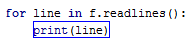 for line in f.readlines():
    print(line)